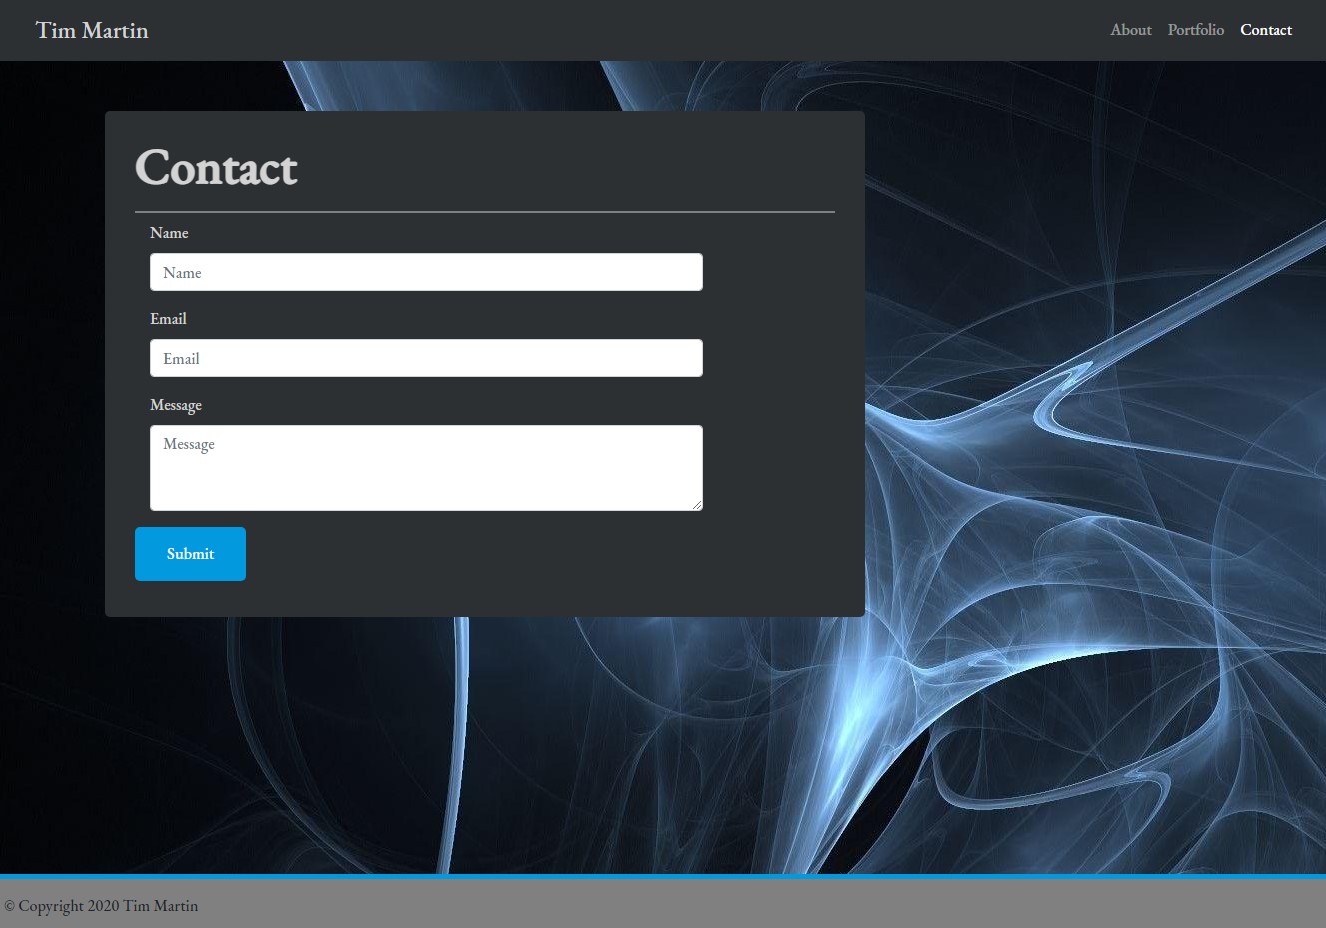 Tim Martin
About Portfolio Contact
Contact
Name
Name
Email
Email
Message
Message
Submit
© Copyright 2020 Tim Martin